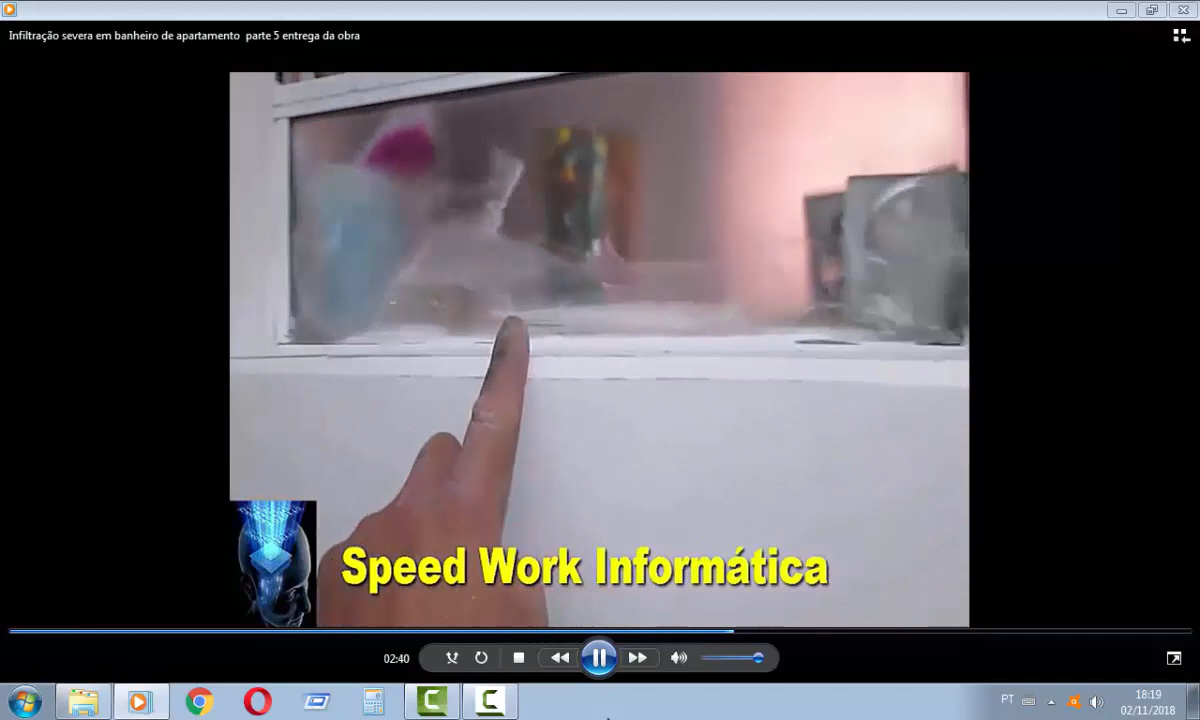 Infiltração severa em banheiro de apartamento  parte 5 entrega da obra
Speed Work Informática
02:40
PT
18:19
02/11/2018